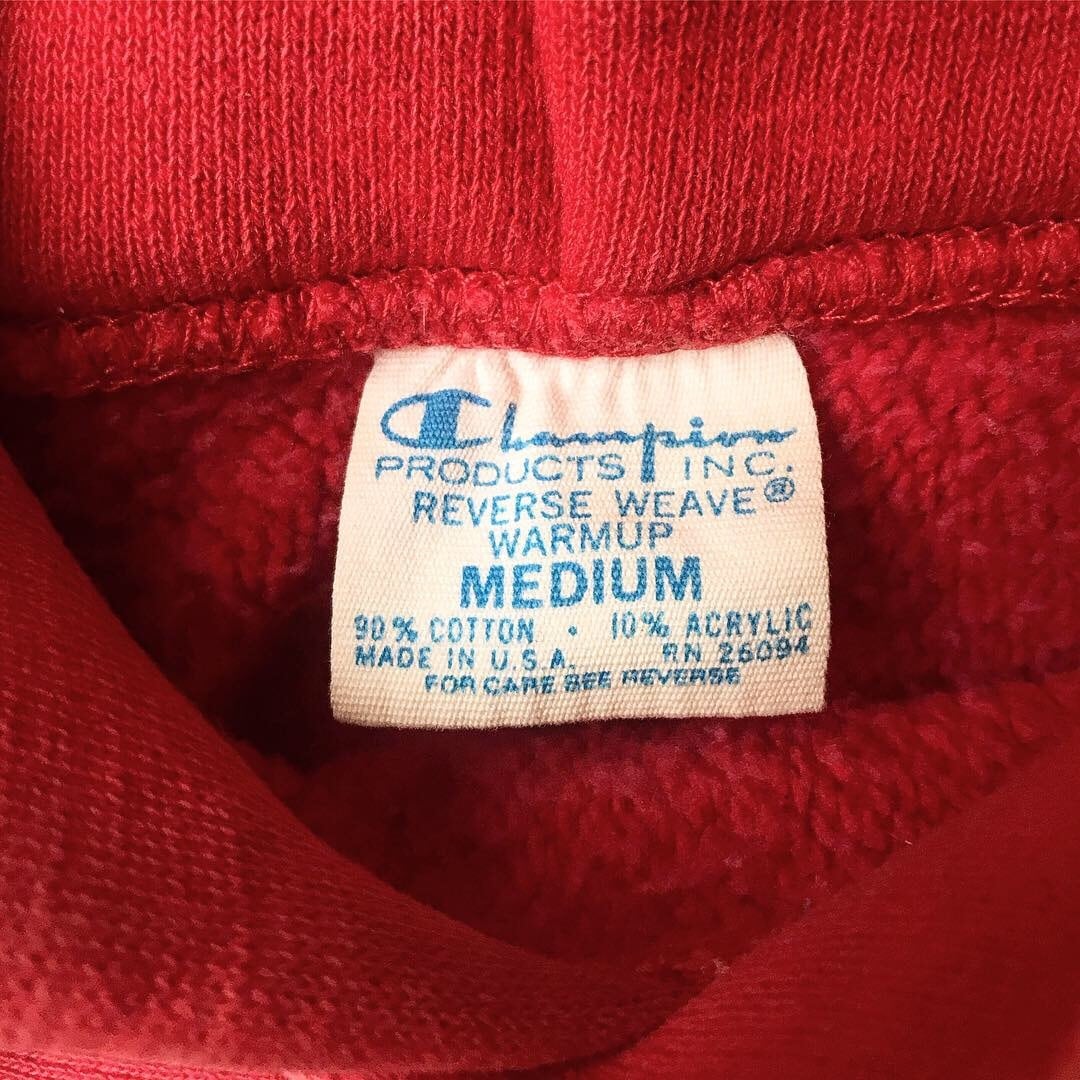 Champion
PRODUCTS INC.
REVERSE WEAVE®
WARMUP
MEDIUM
90% COTTON · 10% ACRYLIC
MADE IN U.S.A. RN 26094
FOR CARE SEE REVERSE